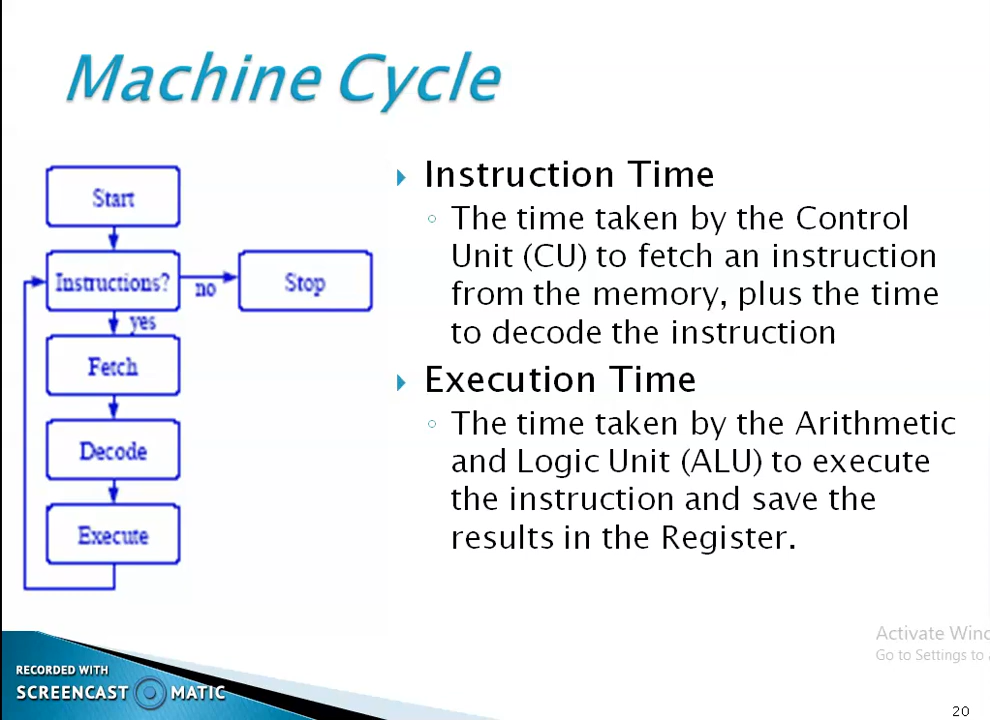 Machine Cycle
Start
Instructions?
no
Stop
yes
Fetch
Decode
Execute
Instruction Time
The time taken by the Control
Unit (CU) to fetch an instruction
from the memory, plus the time
to decode the instruction
Execution Time
The time taken by the Arithmetic
and Logic Unit (ALU) to execute
the instruction and save the
results in the Register.
Activate Winc
Go to Settings to
RECORDED WITH
SCREENCAST MATIC
20